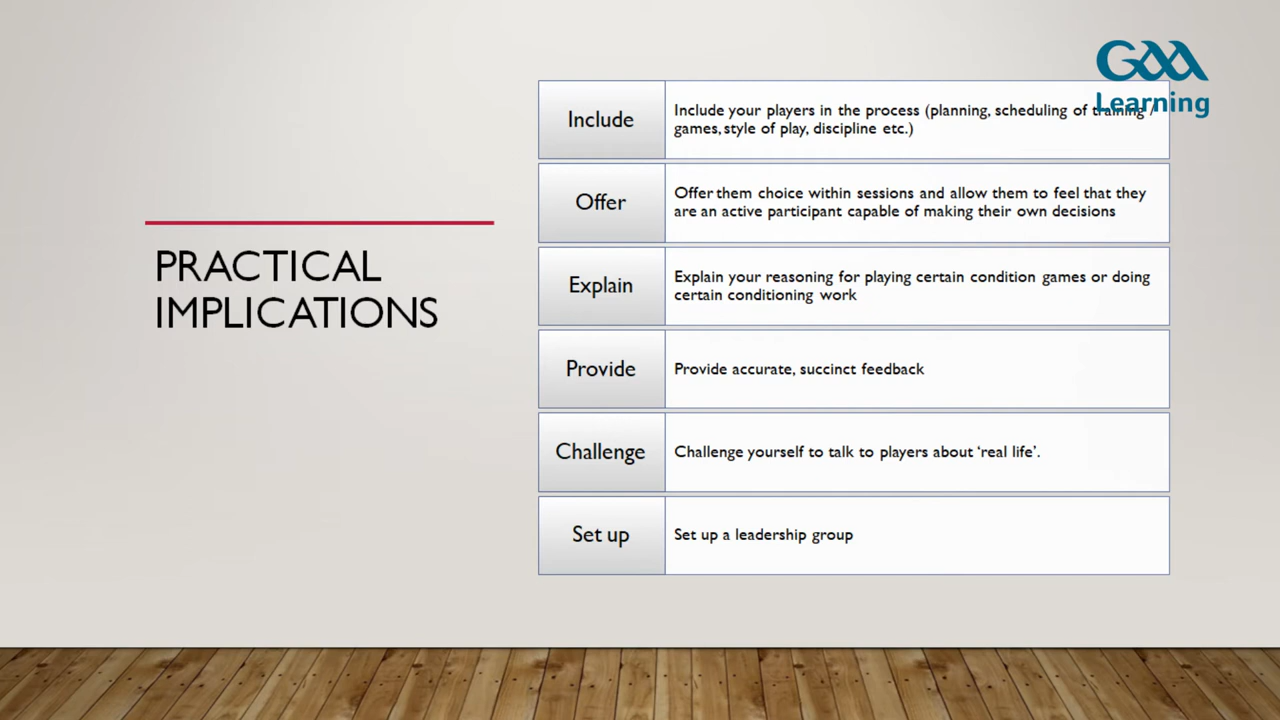 GAA
Learning
PRACTICAL
IMPLICATIONS
Include
Include your players in the process (planning, scheduling of training /
games, style of play, discipline etc.)
Offer
Offer them choice within sessions and allow them to feel that they
are an active participant capable of making their own decisions
Explain
Explain your reasoning for playing certain condition games or doing
certain conditioning work
Provide
Provide accurate, succinct feedback
Challenge
Challenge yourself to talk to players about ‘real life’.
Set up
Set up a leadership group